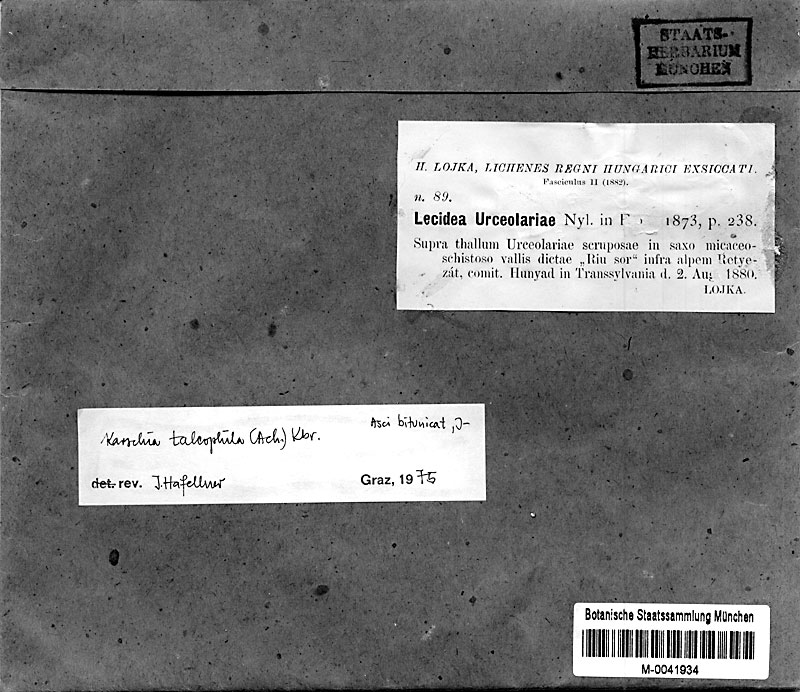 STAATS-
HERBARIUM
MÜNCHEN
H. LOJKA, LICHENES REGNI HUNGARICI EXSICCATI.
Fasciculus II (1882).
n. 89.
Lecidea Urceolariae Nyl. in 1873, p. 238.
Supra thallum Urceolariae scruposae in saxo micaceo-
schistoso vallis dictae „Riu sor“ infra alpem Retye-
zát, comit. Hunyad in Transsylvania d. 2. Aug 1880.
LOJKA.
Asci bitunicat, J-
Karschia talcophila (Ach.) Kbr.
det. rev. J. Hafellner Graz, 1975
Botanische Staatssammlung München
M-0041934